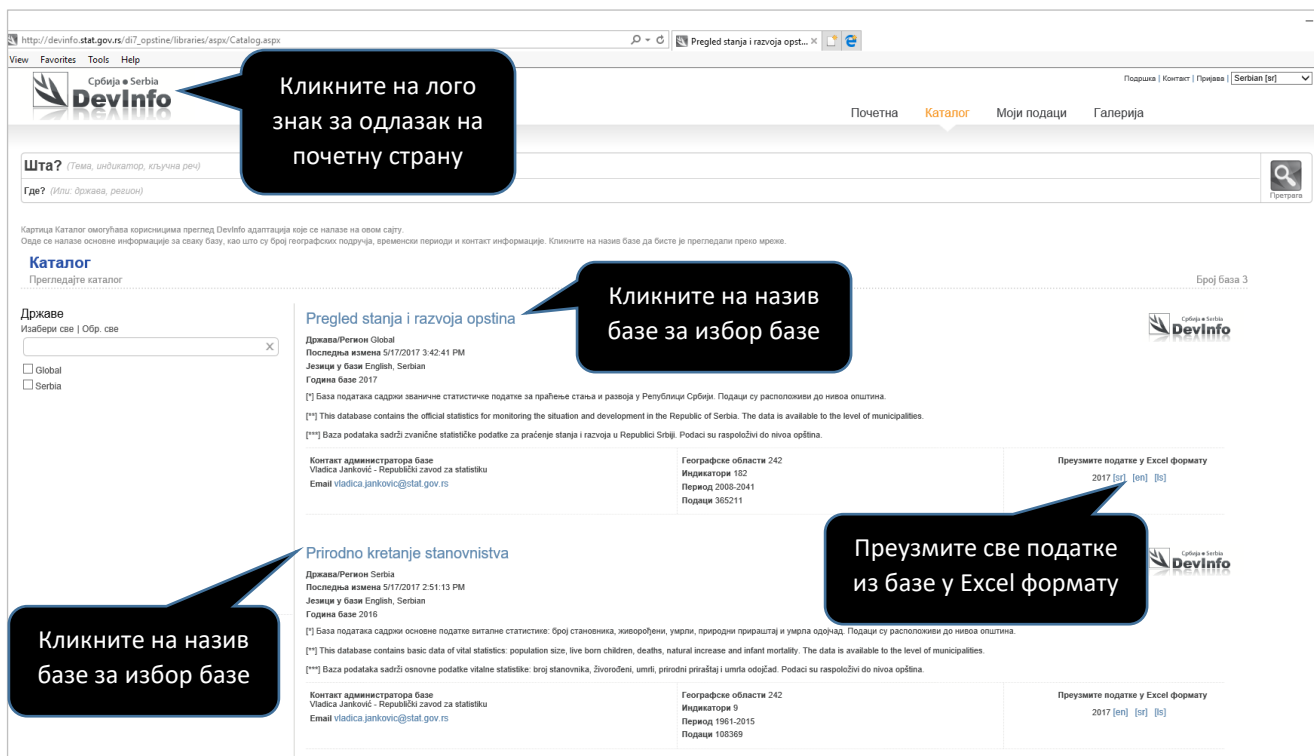 http://devinfo.stat.gov.rs/di7_opstine/libraries/aspx/Catalog.aspx
Pregled stanja i razvoja opst...
View Favorites Tools Help
Србија • Serbia
DevInfo
Подршка | Контакт | Пријава | Serbian [sr]
Почетна Каталог Моји подаци Галерија
Кликните на лого
знак за одлазак на
почетну страну
Шта? (Тема, индикатор, кључна реч)
Где? (Или: држава, регион)
Претрага
Картица Каталог омогућава корисницима преглед DevInfo адаптација које се налазе на овом сајту.
Овде се налазе основне информације за сваку базу, као што су број географских подручја, временски периоди и контакт информације. Кликните на назив базе да бисте је прегледали преко мреже.
Каталог
Прегледајте каталог
Број база 3
Државе
Изабери све | Обр. све
Global
Serbia
Pregled stanja i razvoja opstina
Кликните на назив
базе за избор базе
Србија • Serbia
DevInfo
Држава/Регион Global
Последња измена 5/17/2017 3:42:41 PM
Језици у бази English, Serbian
Година базе 2017
[*] База података садржи званичне статистичке податке за праћење стања и развоја у Републици Србији. Подаци су расположиви до нивоа општина.
[**] This database contains the official statistics for monitoring the situation and development in the Republic of Serbia. The data is available to the level of municipalities.
[***] Baza podataka sadrži zvanične statističke podatke za praćenje stanja i razvoja u Republici Srbiji. Podaci su raspoloživi do nivoa opština.
Контакт администратора базе
Vladica Janković - Republički zavod za statistiku
Email vladica.jankovic@stat.gov.rs
Географске области 242
Индикатори 182
Период 2008-2041
Подаци 365211
Преузмите податке у Excel формату
2017 [sr] [en] [ls]
Преузмите све податке
из базе у Excel формату
Prirodno kretanje stanovnistva
Србија • Serbia
DevInfo
Држава/Регион Serbia
Последња измена 5/17/2017 2:51:13 PM
Језици у бази English, Serbian
Година базе 2016
Кликните на назив
базе за избор базе
[*] База података садржи основне податке виталне статистике: број становника, живорођени, умрли, природни прираштај и умрла одојчад. Подаци су расположиви до нивоа општина.
[**] This database contains basic data of vital statistics: population size, live born children, deaths, natural increase and infant mortality. The data is available to the level of municipalities.
[***] Baza podataka sadrži osnovne podatke vitalne statistike: broj stanovnika, živorođeni, umrli, prirodni priraštaj i umrla odojčad. Podaci su raspoloživi do nivoa opština.
Контакт администратора базе
Vladica Janković - Republički zavod za statistiku
Email vladica.jankovic@stat.gov.rs
Географске области 242
Индикатори 9
Период 1961-2015
Подаци 108369
Преузмите податке у Excel формату
2017 [en] [sr] [ls]